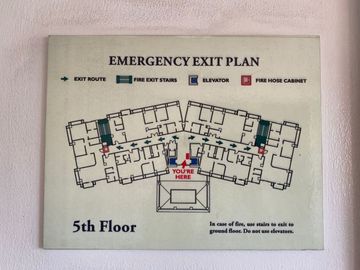 EMERGENCY EXIT PLAN
EXIT ROUTE FIRE EXIT STAIRS ELEVATOR FIRE HOSE CABINET
YOU'RE
HERE
5th Floor
In case of fire, use stairs to exit to
ground floor. Do not use elevators.